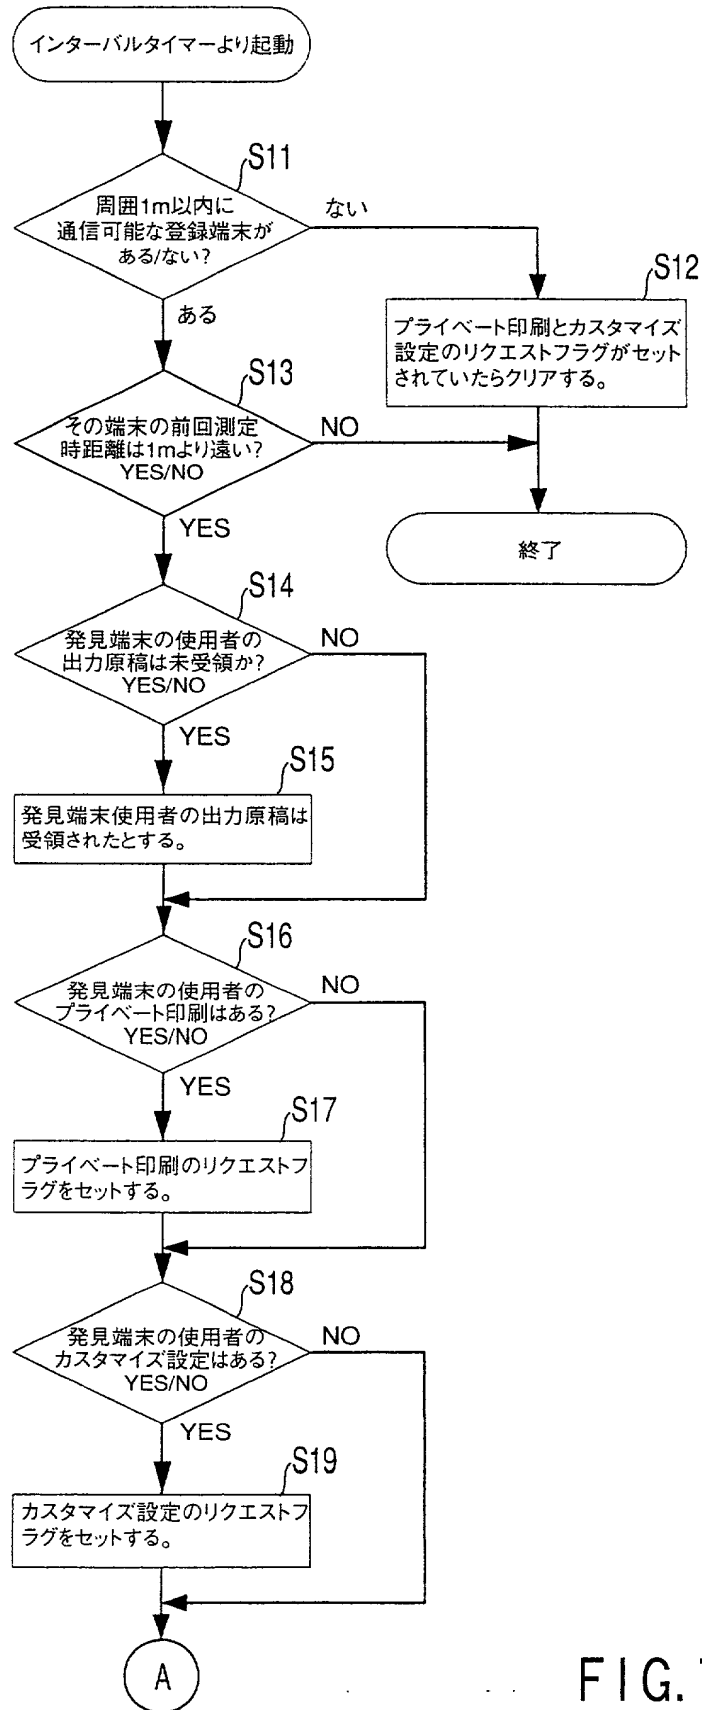 インターバルタイマーより起動
S11
周囲1m以内に
通信可能な登録端末が
ある/ない?
ない
ある
S12
プライベート印刷とカスタマイズ
設定のリクエストフラグがセット
されていたらクリアする。
S13
その端末の前回測定
時距離は1mより遠い?
YES/NO
NO
YES
終了
S14
発見端末の使用者の
出力原稿は未受領か?
YES/NO
NO
YES
S15
発見端末使用者の出力原稿は
受領されたとする。
S16
発見端末の使用者の
プライベート印刷はある?
YES/NO
NO
YES
S17
プライベート印刷のリクエストフ
ラグをセットする。
S18
発見端末の使用者の
カスタマイズ設定はある?
YES/NO
NO
YES
S19
カスタマイズ設定のリクエストフ
ラグをセットする。
A
FIG.